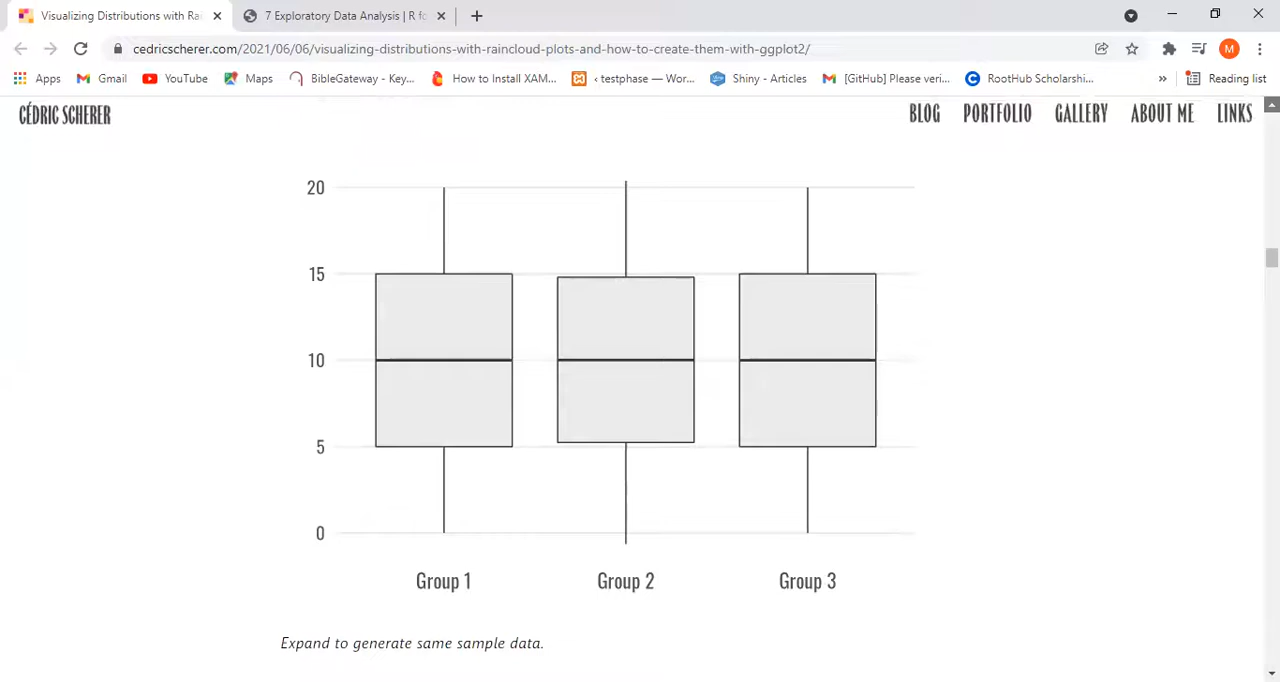 Visualizing Distributions with Rai
7 Exploratory Data Analysis | R fo
cedricscherer.com/2021/06/06/visualizing-distributions-with-raincloud-plots-and-how-to-create-them-with-ggplot2/
M
Apps
Gmail
YouTube
Maps
BibleGateway - Key...
How to Install XAM...
‹ testphase — Wor...
Shiny - Articles
[GitHub] Please veri...
RootHub Scholarshi...
»
Reading list
CÉDRIC SCHERER
BLOG
PORTFOLIO
GALLERY
ABOUT ME
LINKS
20
15
10
5
0
Group 1
Group 2
Group 3
Expand to generate same sample data.